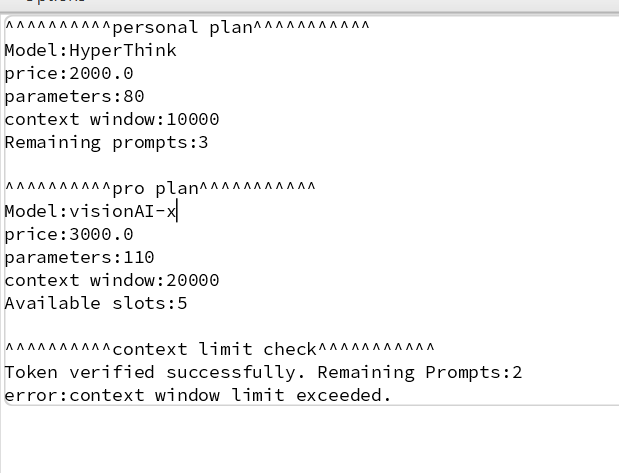 ^^^^^^^^^^personal plan^^^^^^^^^^^
Model:HyperThink
price:2000.0
parameters:80
context window:10000
Remaining prompts:3

^^^^^^^^^^pro plan^^^^^^^^^^^
Model:visionAI-x
price:3000.0
parameters:110
context window:20000
Available slots:5

^^^^^^^^^^context limit check^^^^^^^^^^^
Token verified successfully. Remaining Prompts:2
error:context window limit exceeded.